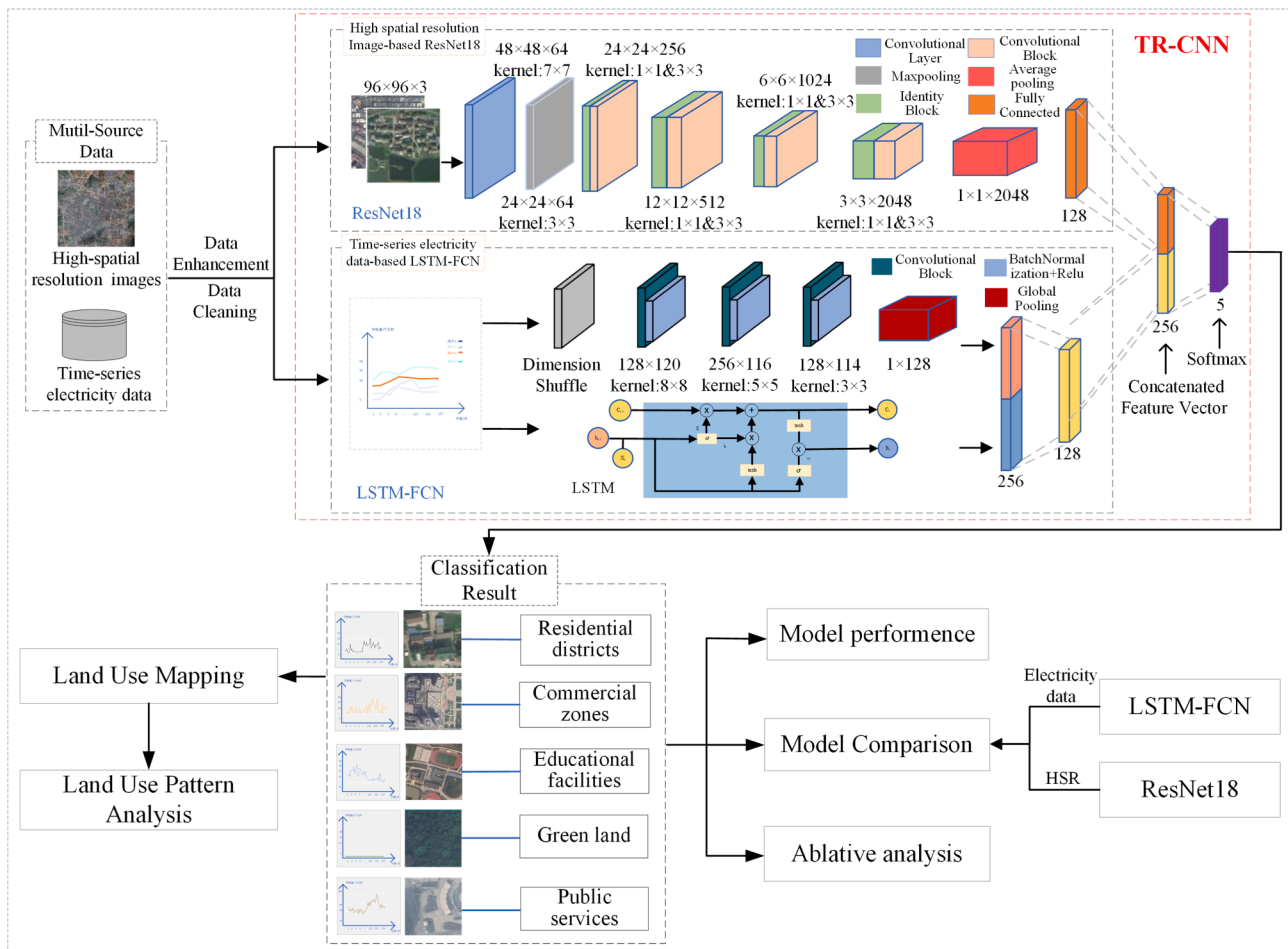 High spatial resolution
Image-based ResNet18
TR-CNN
48×48×64
kernel:7×7
24×24×256
kernel:1×1&3×3
Convolutional
Layer
Convolutional
Block
Maxpooling
Average
pooling
Identity
Block
Fully
Connected
96×96×3
6×6×1024
kernel:1×1&3×3
ResNet18
24×24×64
kernel:3×3
12×12×512
kernel:1×1&3×3
3×3×2048
kernel:1×1&3×3
1×1×2048
128
Mutil-Source
Data
High-spatial
resolution images
Time-series
electricity data
Data
Enhancement
Data
Cleaning
Time-series electricity
data-based LSTM-FCN
Convolutional
Block
BatchNormal
ization+Relu
Global
Pooling
Dimension
Shuffle
128×120
kernel:8×8
256×116
kernel:5×5
128×114
kernel:3×3
1×128
LSTM
tanh
tanh
σ
σ
LSTM-FCN
256
128
256
5
Softmax
Concatenated
Feature Vector
Classification
Result
Residential
districts
Commercial
zones
Educational
facilities
Green land
Public
services
Land Use Mapping
Land Use Pattern
Analysis
Model performence
Model Comparison
Ablative analysis
Electricity
data
HSR
LSTM-FCN
ResNet18